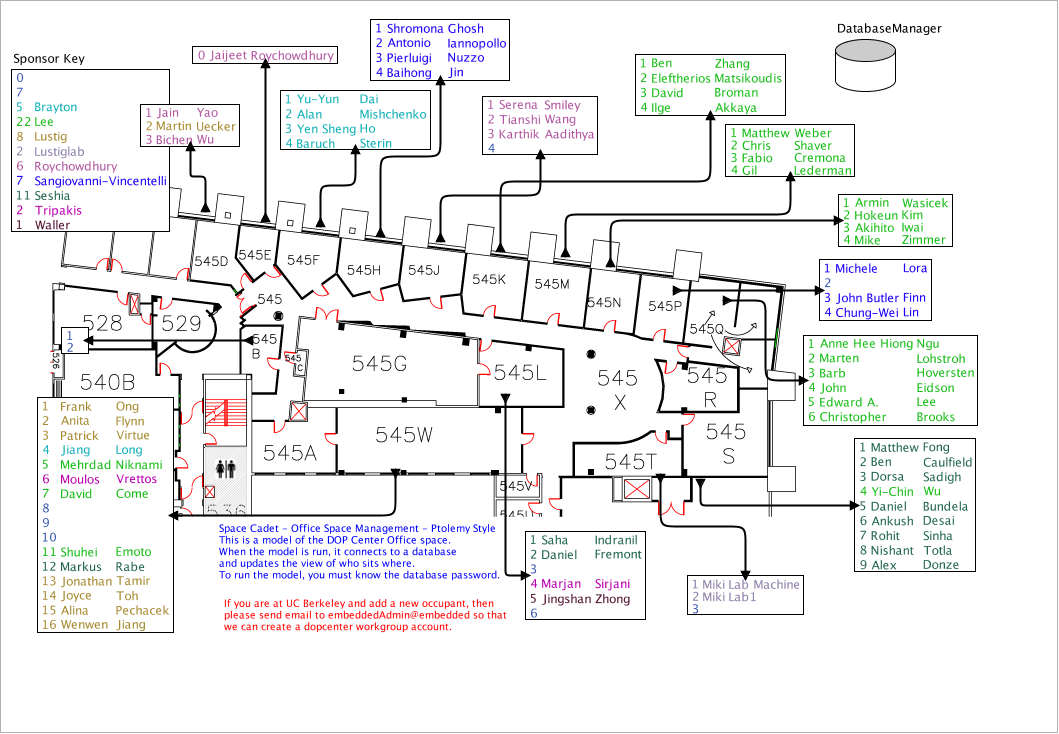 DatabaseManager
Sponsor Key
0
7
5 Brayton
22 Lee
8 Lustig
2 Lustiglab
6 Roychowdhury
7 Sangiovanni-Vincentelli
11 Seshia
2 Tripakis
1 Waller
0 Jaijeet Roychowdhury
1 Shromona Ghosh
2 Antonio Iannopollo
3 Pierluigi Nuzzo
4 Baihong Jin
1 Jain Yao
2 Martin Uecker
3 Bichen Wu
1 Yu-Yun Dai
2 Alan Mishchenko
3 Yen Sheng Ho
4 Baruch Sterin
1 Serena Smiley
2 Tianshi Wang
3 Karthik Aadithya
4
1 Ben Zhang
2 Eleftherios Matsikoudis
3 David Broman
4 Ilge Akkaya
1 Matthew Weber
2 Chris Shaver
3 Fabio Cremona
4 Gil Lederman
1 Armin Wasicek
2 Hokeun Kim
3 Akihito Iwai
4 Mike Zimmer
1 Michele Lora
2
3 John Butler Finn
4 Chung-Wei Lin
1 Anne Hee Hiong Ngu
2 Marten Lohstroh
3 Barb Hoversten
4 John Eidson
5 Edward A. Lee
6 Christopher Brooks
1 Matthew Fong
2 Ben Caulfield
3 Dorsa Sadigh
4 Yi-Chin Wu
5 Daniel Bundela
6 Ankush Desai
7 Rohit Sinha
8 Nishant Totla
9 Alex Donze
545D
545E
545F
545H
545J
545K
545M
545N
545P
545Q
545
528
529
545
B
545
C
545G
545L
545
X
545
R
526
540B
545A
545W
545T
545
S
545V
1
2
1 Frank Ong
2 Anita Flynn
3 Patrick Virtue
4 Jiang Long
5 Mehrdad Niknami
6 Moulos Vrettos
7 David Come
8
9
10
11 Shuhei Emoto
12 Markus Rabe
13 Jonathan Tamir
14 Joyce Toh
15 Alina Pechacek
16 Wenwen Jiang
Space Cadet - Office Space Management - Ptolemy Style
This is a model of the DOP Center Office space.
When the model is run, it connects to a database
and updates the view of who sits where.
To run the model, you must know the database password.
If you are at UC Berkeley and add a new occupant, then
please send email to embeddedAdmin@embedded so that
we can create a dopcenter workgroup account.
1 Saha Indranil
2 Daniel Fremont
3
4 Marjan Sirjani
5 Jingshan Zhong
6
1 Miki Lab Machine
2 Miki Lab1
3